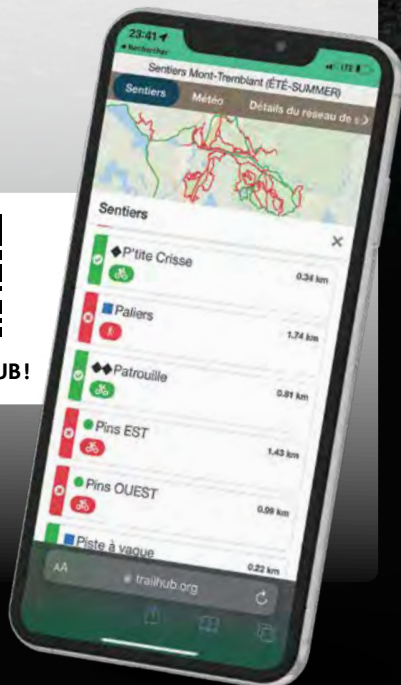 23:41
Rechercher
LTE
Sentiers Mont-Tremblant (ÉTÉ-SUMMER)
Sentiers
Météo
Détails du réseau de s
Sentiers
P'tite Crisse
0.34 km
Paliers
1.74 km
Patrouille
0.81 km
Pins EST
1.43 km
Pins OUEST
0.98 km
Piste à vague
0.22 km
UB!
AA
trailhub.org